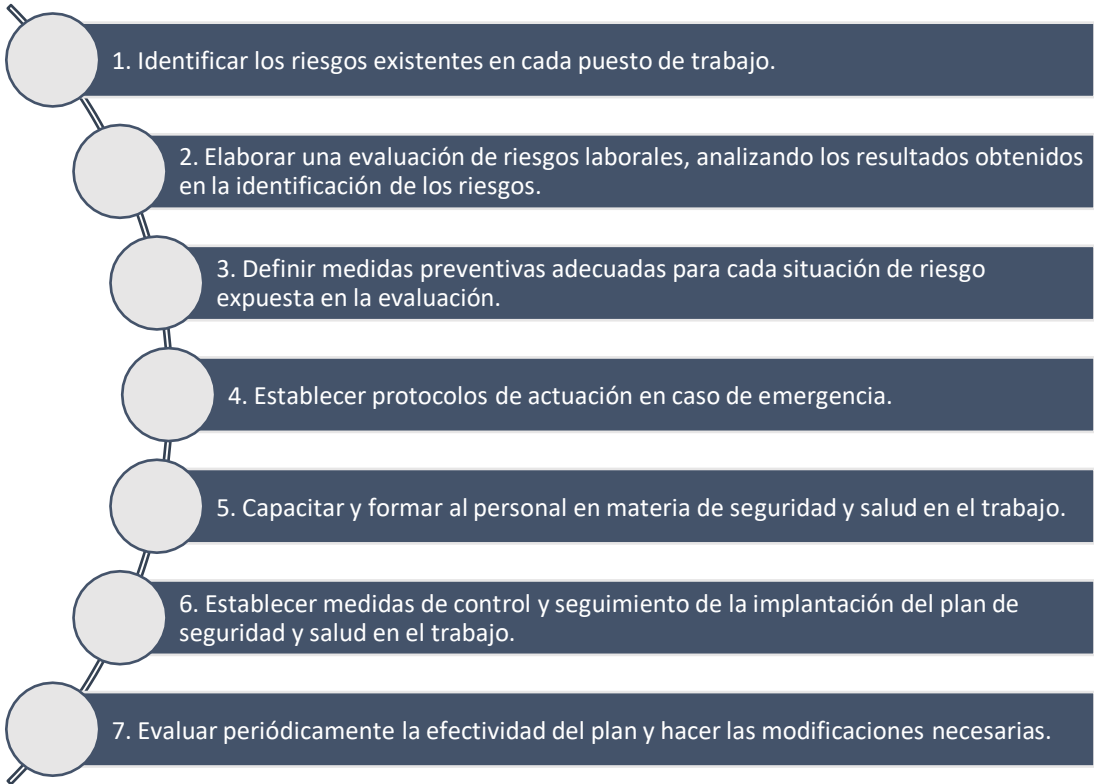 1. Identificar los riesgos existentes en cada puesto de trabajo.
2. Elaborar una evaluación de riesgos laborales, analizando los resultados obtenidos
en la identificación de los riesgos.
3. Definir medidas preventivas adecuadas para cada situación de riesgo
expuesta en la evaluación.
4. Establecer protocolos de actuación en caso de emergencia.
5. Capacitar y formar al personal en materia de seguridad y salud en el trabajo.
6. Establecer medidas de control y seguimiento de la implantación del plan de
seguridad y salud en el trabajo.
7. Evaluar periódicamente la efectividad del plan y hacer las modificaciones necesarias.